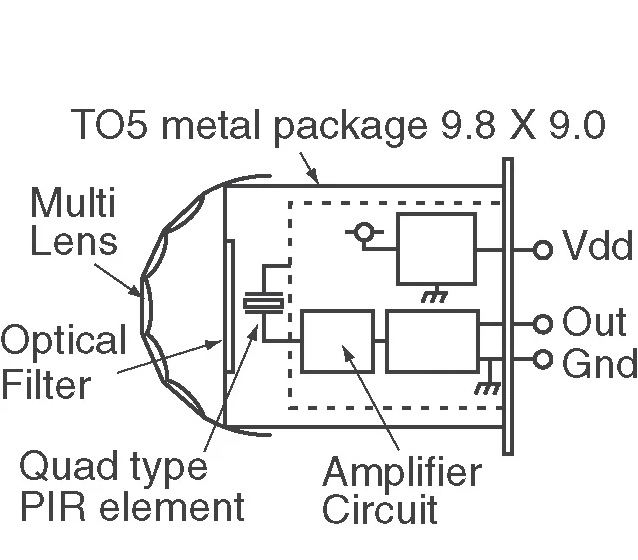 TO5 metal package 9.8 X 9.0
Multi
Lens
Vdd
Out
Optical
Filter
Gnd
Quad type
PIR element
Amplifier
Circuit